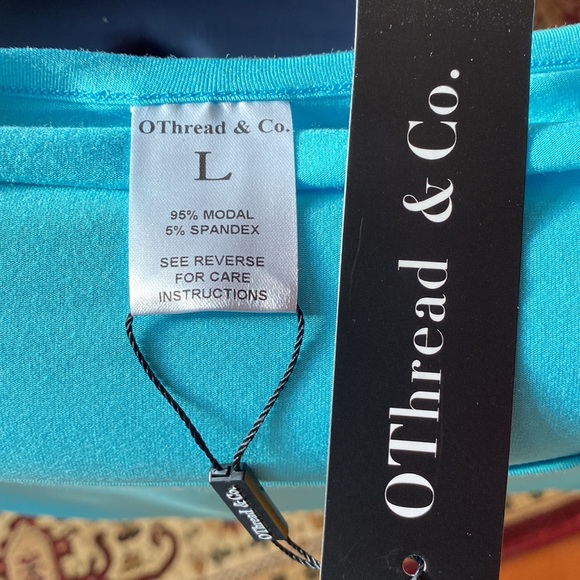 OThread & Co.
L
95% MODAL
5% SPANDEX
SEE REVERSE
FOR CARE
INSTRUCTIONS
OThread & Co.
OThread & Co.